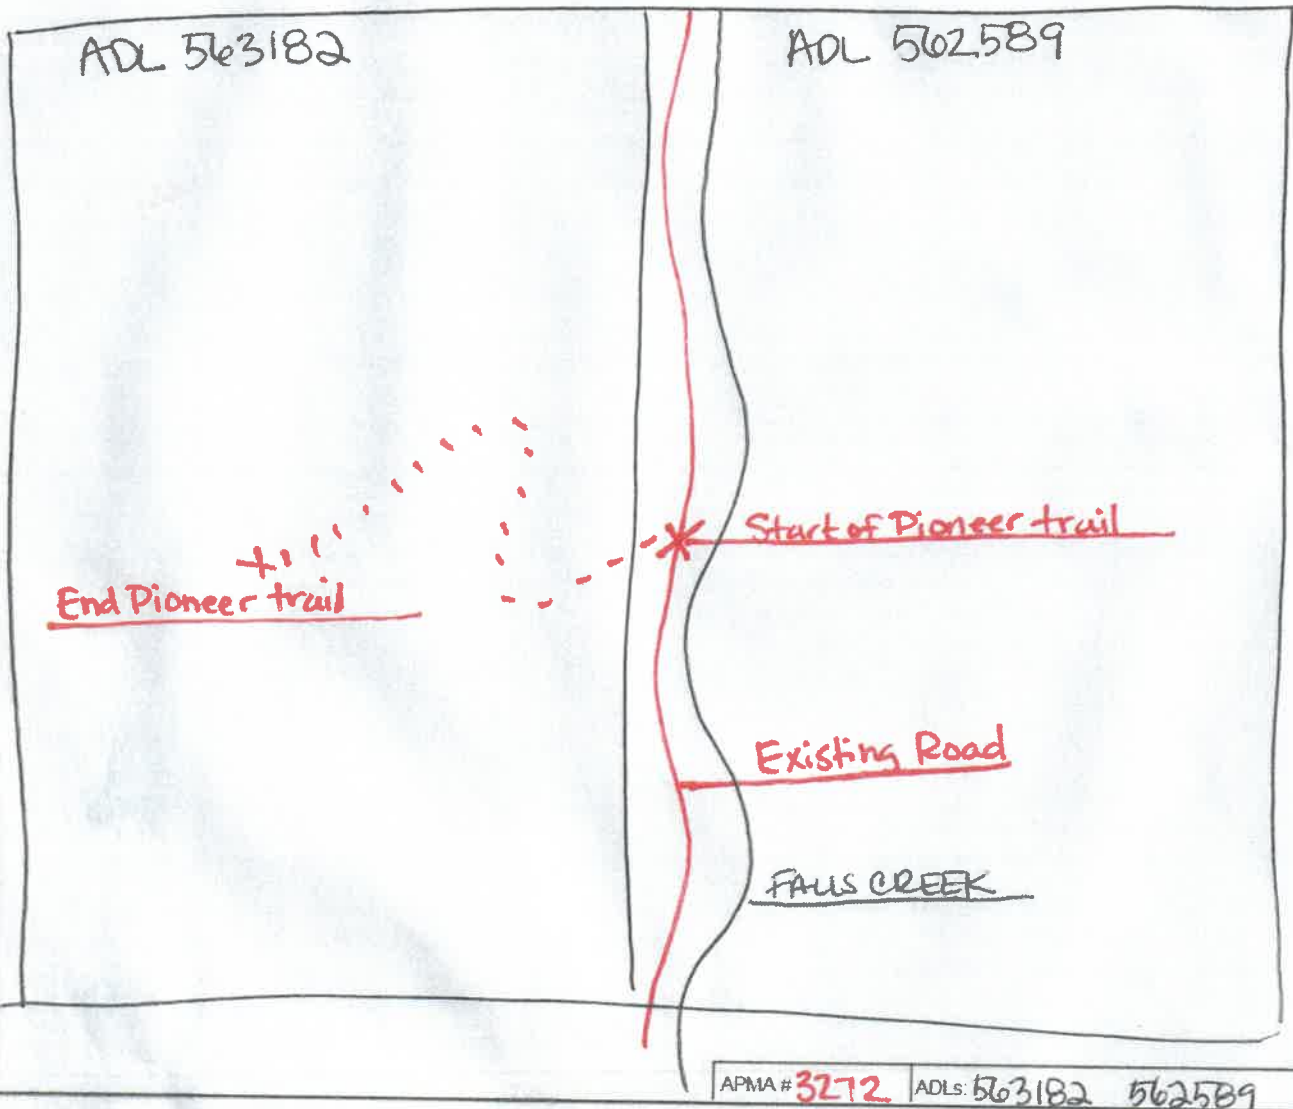 ADL 563182
ADL 562589
Start of Pioneer trail
End Pioneer trail
Existing Road
FALLS CREEK
APMA # 3272 ADLs: 563182 562589